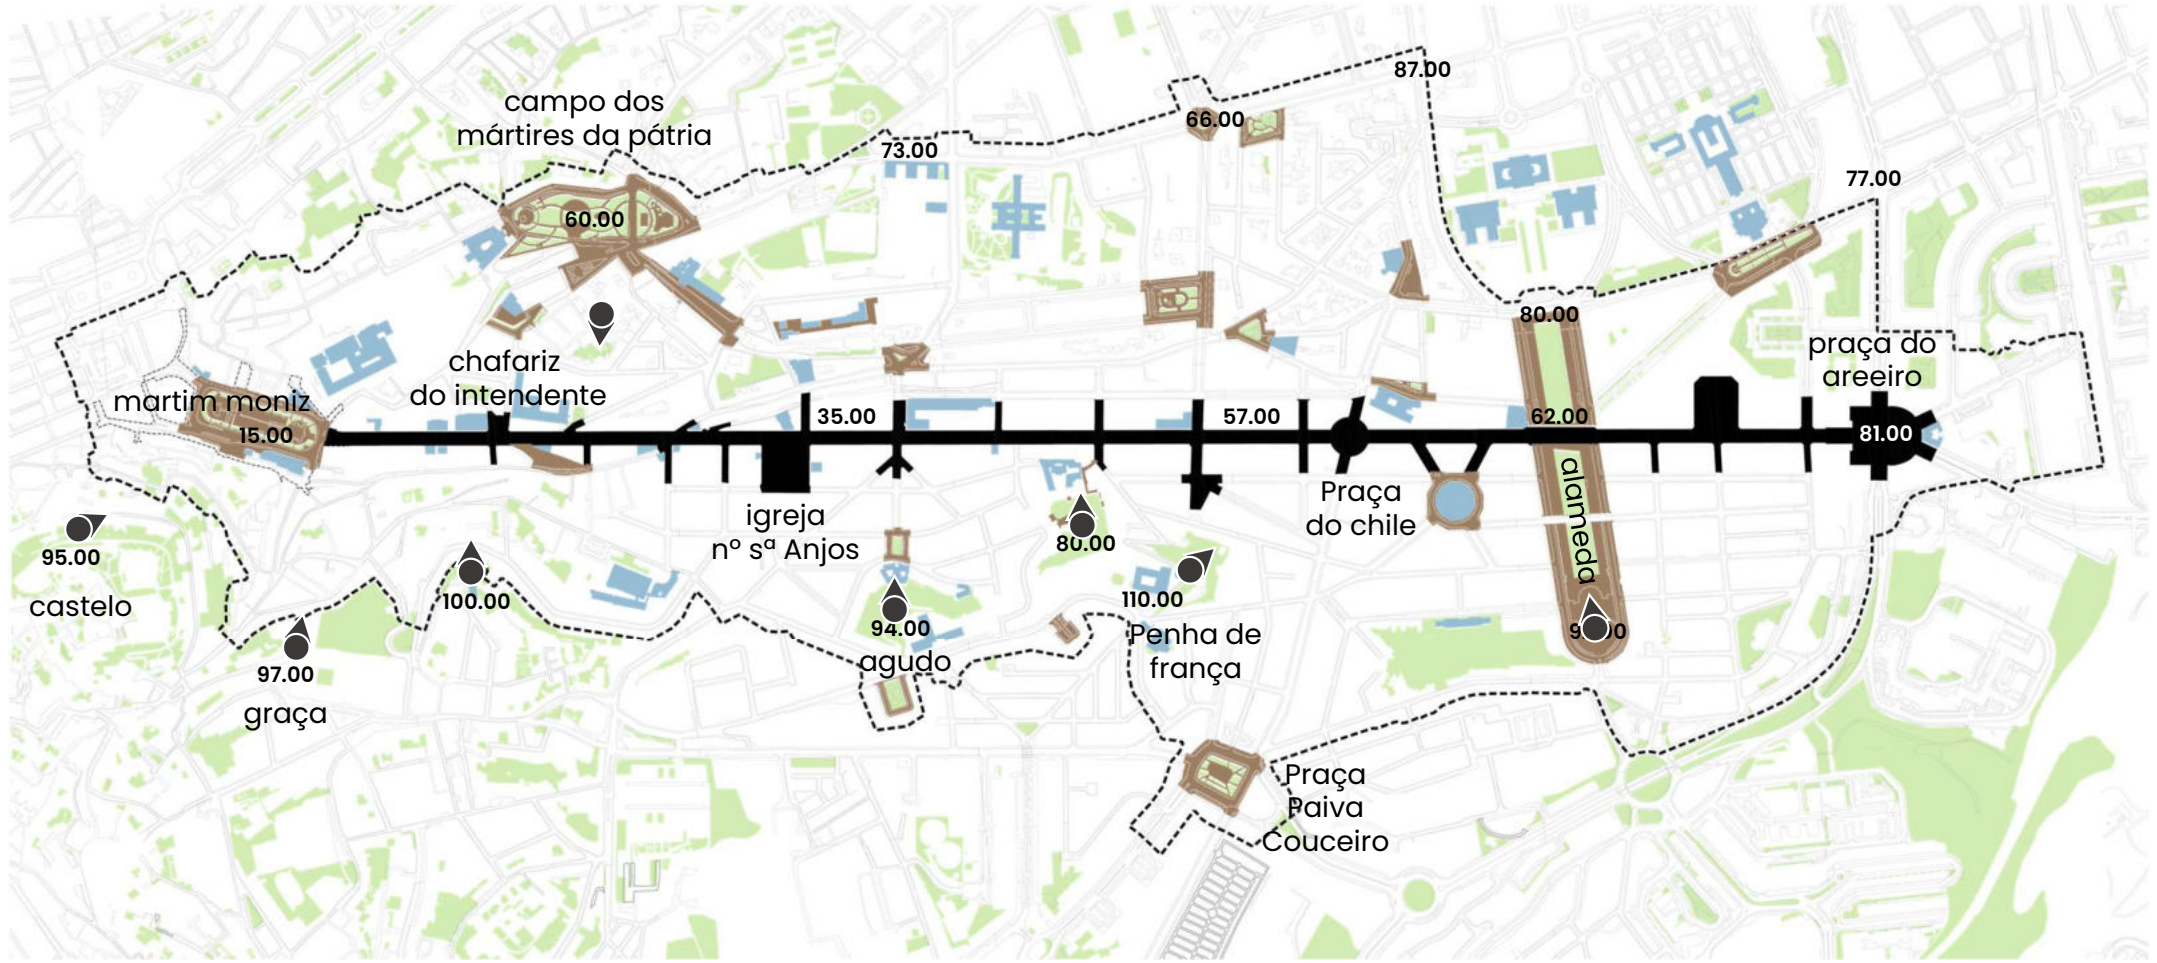 87.00
campo dos
mártires da pátria
66.00
73.00
77.00
60.00
80.00
chafariz
do intendente
praça do
areeiro
martim moniz
15.00
35.00
57.00
62.00
81.00
alameda
igreja
nº sª Anjos
Praça
do chile
95.00
castelo
80.00
100.00
110.00
94.00
agudo
Penha de
frança
97.00
graça
Praça
Paiva
Couceiro